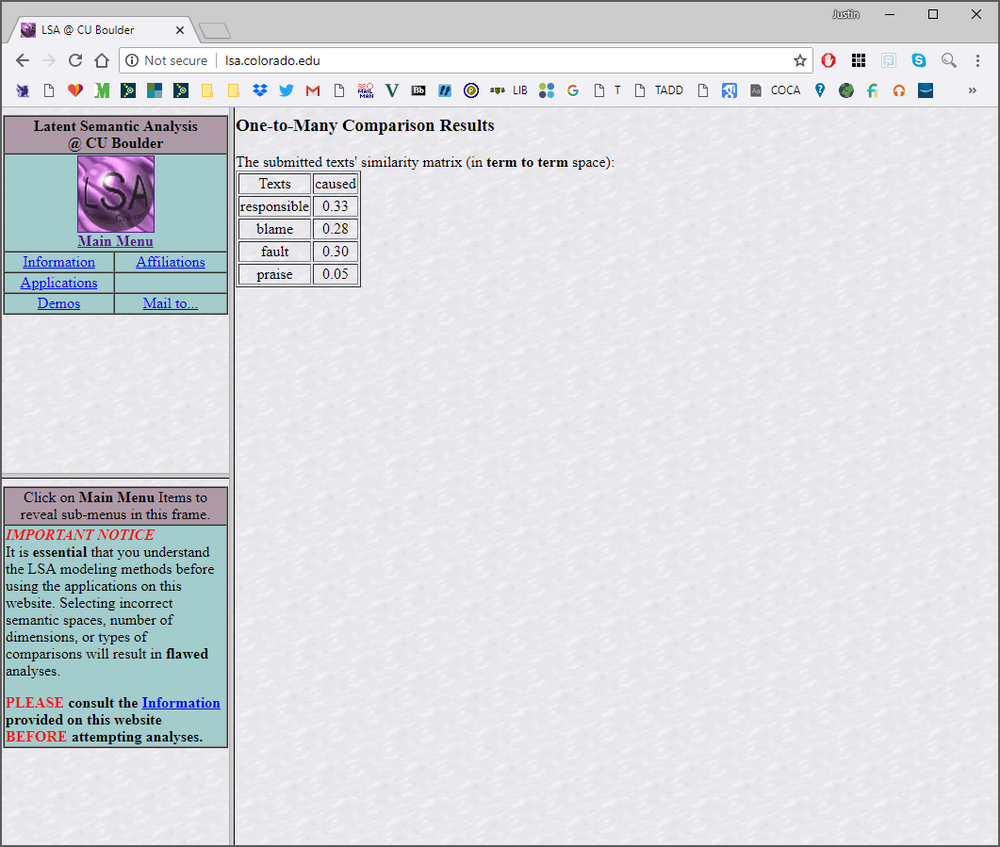 Justin
LSA @ CU Boulder
Not secure
lsa.colorado.edu
LIB
T
TADD
COCA
Latent Semantic Analysis
@ CU Boulder
LSA
Main Menu
Information Affiliations
Applications
Demos Mail to...
Click on Main Menu Items to
reveal sub-menus in this frame.
IMPORTANT NOTICE
It is essential that you understand
the LSA modeling methods before
using the applications on this
website. Selecting incorrect
semantic spaces, number of
dimensions, or types of
comparisons will result in flawed
analyses.
PLEASE consult the Information
provided on this website
BEFORE attempting analyses.
One-to-Many Comparison Results
The submitted texts' similarity matrix (in term to term space):
Texts caused
responsible 0.33
blame 0.28
fault 0.30
praise 0.05